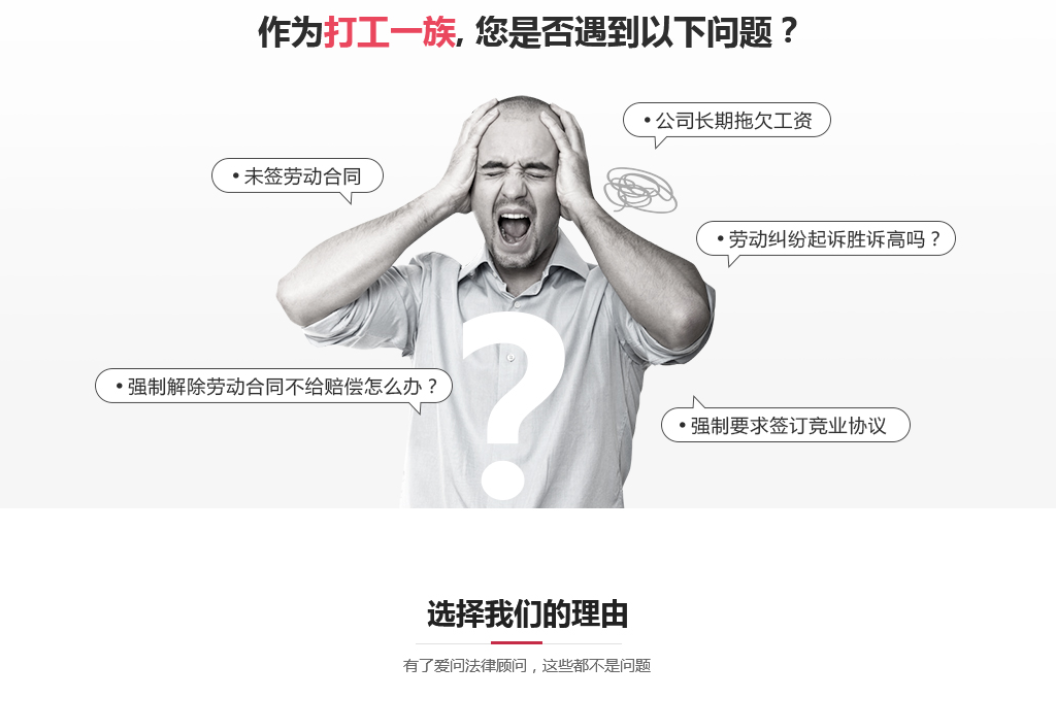 作为打工一族, 您是否遇到以下问题？
• 公司长期拖欠工资
• 未签劳动合同
• 劳动纠纷起诉胜诉高吗？
• 强制解除劳动合同不给赔偿怎么办？
• 强制要求签订竞业协议
?
选择我们的理由
有了爱问法律顾问，这些都不是问题